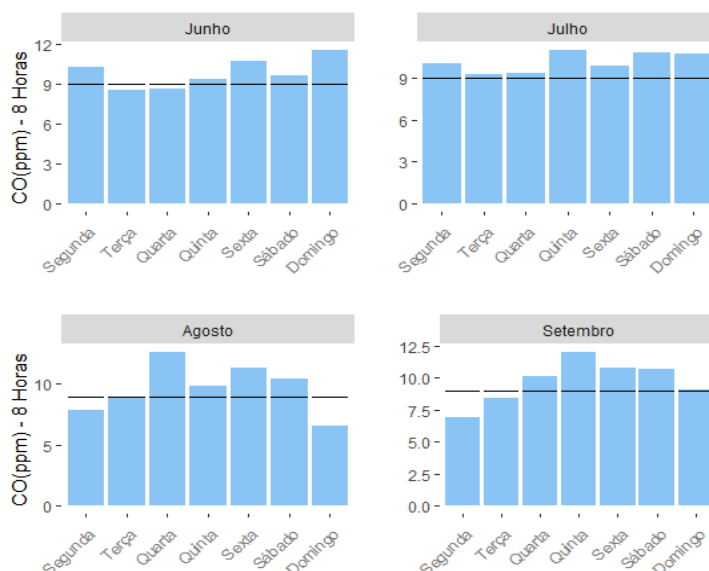 Junho
CO(ppm) - 8 Horas
12
9
6
3
0
Segunda
Terça
Quarta
Quinta
Sexta
Sábado
Domingo
Julho
9
6
3
0
Segunda
Terça
Quarta
Quinta
Sexta
Sábado
Domingo
Agosto
CO(ppm) - 8 Horas
10
5
0
Segunda
Terça
Quarta
Quinta
Sexta
Sábado
Domingo
Setembro
12.5
10.0
7.5
5.0
2.5
0.0
Segunda
Terça
Quarta
Quinta
Sexta
Sábado
Domingo